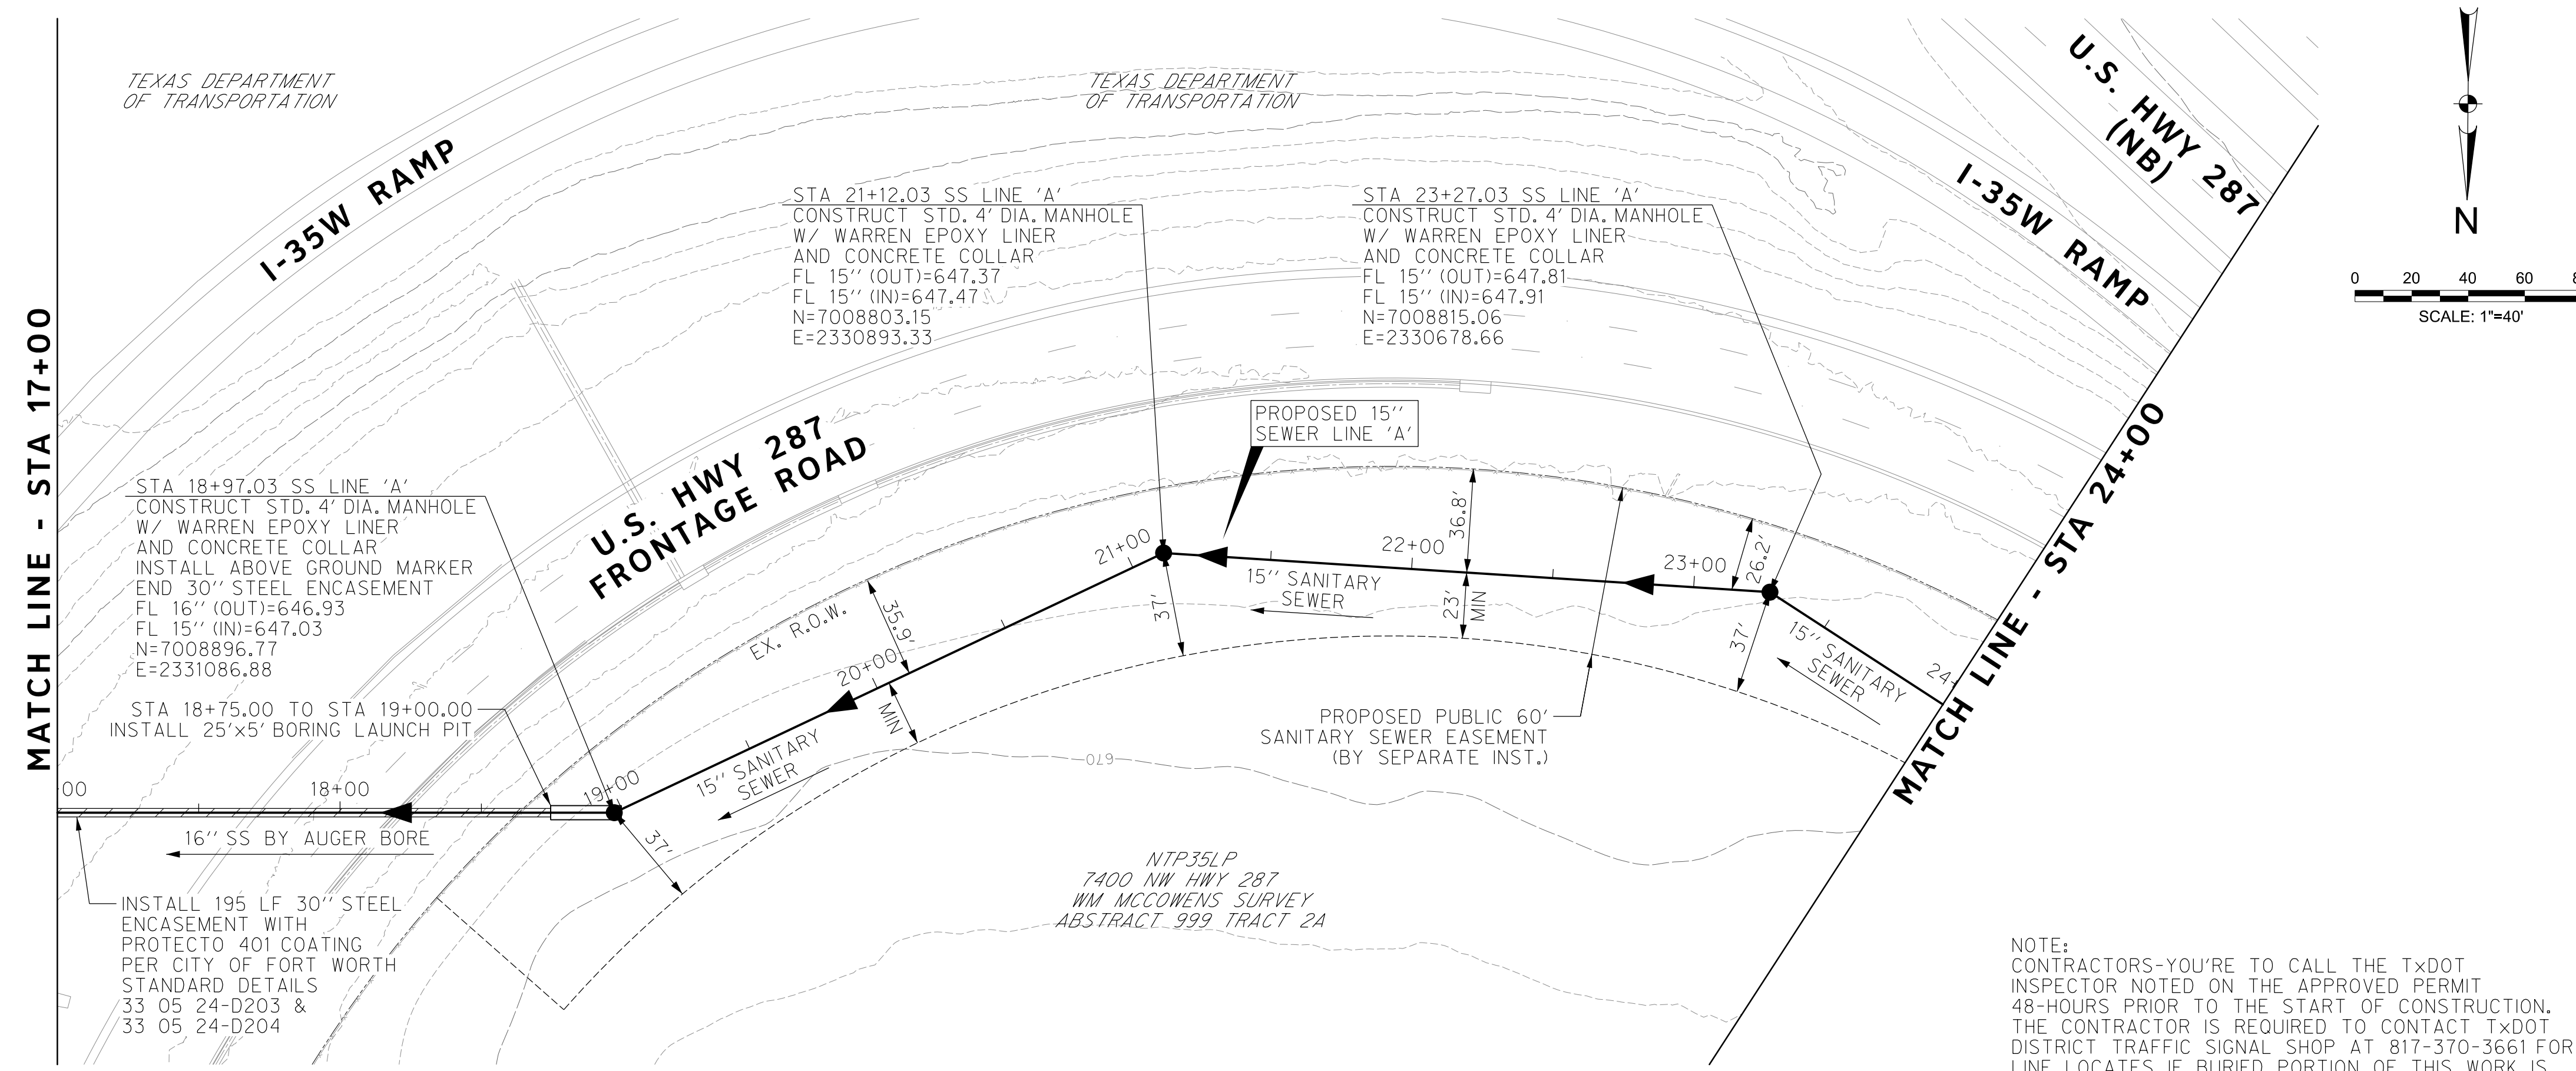 TEXAS DEPARTMENT
OF TRANSPORTATION
TEXAS DEPARTMENT
OF TRANSPORTATION
U.S. HWY 287
(NB)
I-35W RAMP
I-35W RAMP
N
0 20 40 60 8
SCALE: 1"=40'
MATCH LINE - STA 17+00
STA 21+12.03 SS LINE 'A'
CONSTRUCT STD. 4' DIA. MANHOLE
W/ WARREN EPOXY LINER
AND CONCRETE COLLAR
FL 15'' (OUT)=647.37
FL 15'' (IN)=647.47
N=7008803.15
E=2330893.33
STA 23+27.03 SS LINE 'A'
CONSTRUCT STD. 4' DIA. MANHOLE
W/ WARREN EPOXY LINER
AND CONCRETE COLLAR
FL 15'' (OUT)=647.81
FL 15'' (IN)=647.91
N=7008815.06
E=2330678.66
PROPOSED 15''
SEWER LINE 'A'
U.S. HWY 287
FRONTAGE ROAD
STA 18+97.03 SS LINE 'A'
CONSTRUCT STD. 4' DIA. MANHOLE
W/ WARREN EPOXY LINER
AND CONCRETE COLLAR
INSTALL ABOVE GROUND MARKER
END 30'' STEEL ENCASEMENT
FL 16'' (OUT)=646.93
FL 15'' (IN)=647.03
N=7008896.77
E=2331086.88
STA 18+75.00 TO STA 19+00.00
INSTALL 25'x5' BORING LAUNCH PIT
00
18+00
19+00
20+00
21+00
22+00
23+00
24+
EX. R.O.W.
35.9'
MIN
37'
37'
36.8'
23'
MIN
26.2'
37'
15'' SANITARY
SEWER
15'' SANITARY
SEWER
15'' SANITARY
SEWER
MATCH LINE - STA 24+00
16'' SS BY AUGER BORE
PROPOSED PUBLIC 60'
SANITARY SEWER EASEMENT
(BY SEPARATE INST.)
670
INSTALL 195 LF 30'' STEEL
ENCASEMENT WITH
PROTECTO 401 COATING
PER CITY OF FORT WORTH
STANDARD DETAILS
33 05 24-D203 &
33 05 24-D204
NTP35LP
7400 NW HWY 287
WM MCCOWENS SURVEY
ABSTRACT 999 TRACT 2A
NOTE:
CONTRACTORS-YOU'RE TO CALL THE TxDOT
INSPECTOR NOTED ON THE APPROVED PERMIT
48-HOURS PRIOR TO THE START OF CONSTRUCTION.
THE CONTRACTOR IS REQUIRED TO CONTACT TxDOT
DISTRICT TRAFFIC SIGNAL SHOP AT 817-370-3661 FOR
LINE LOCATES IF BURIED PORTION OF THIS WORK IS